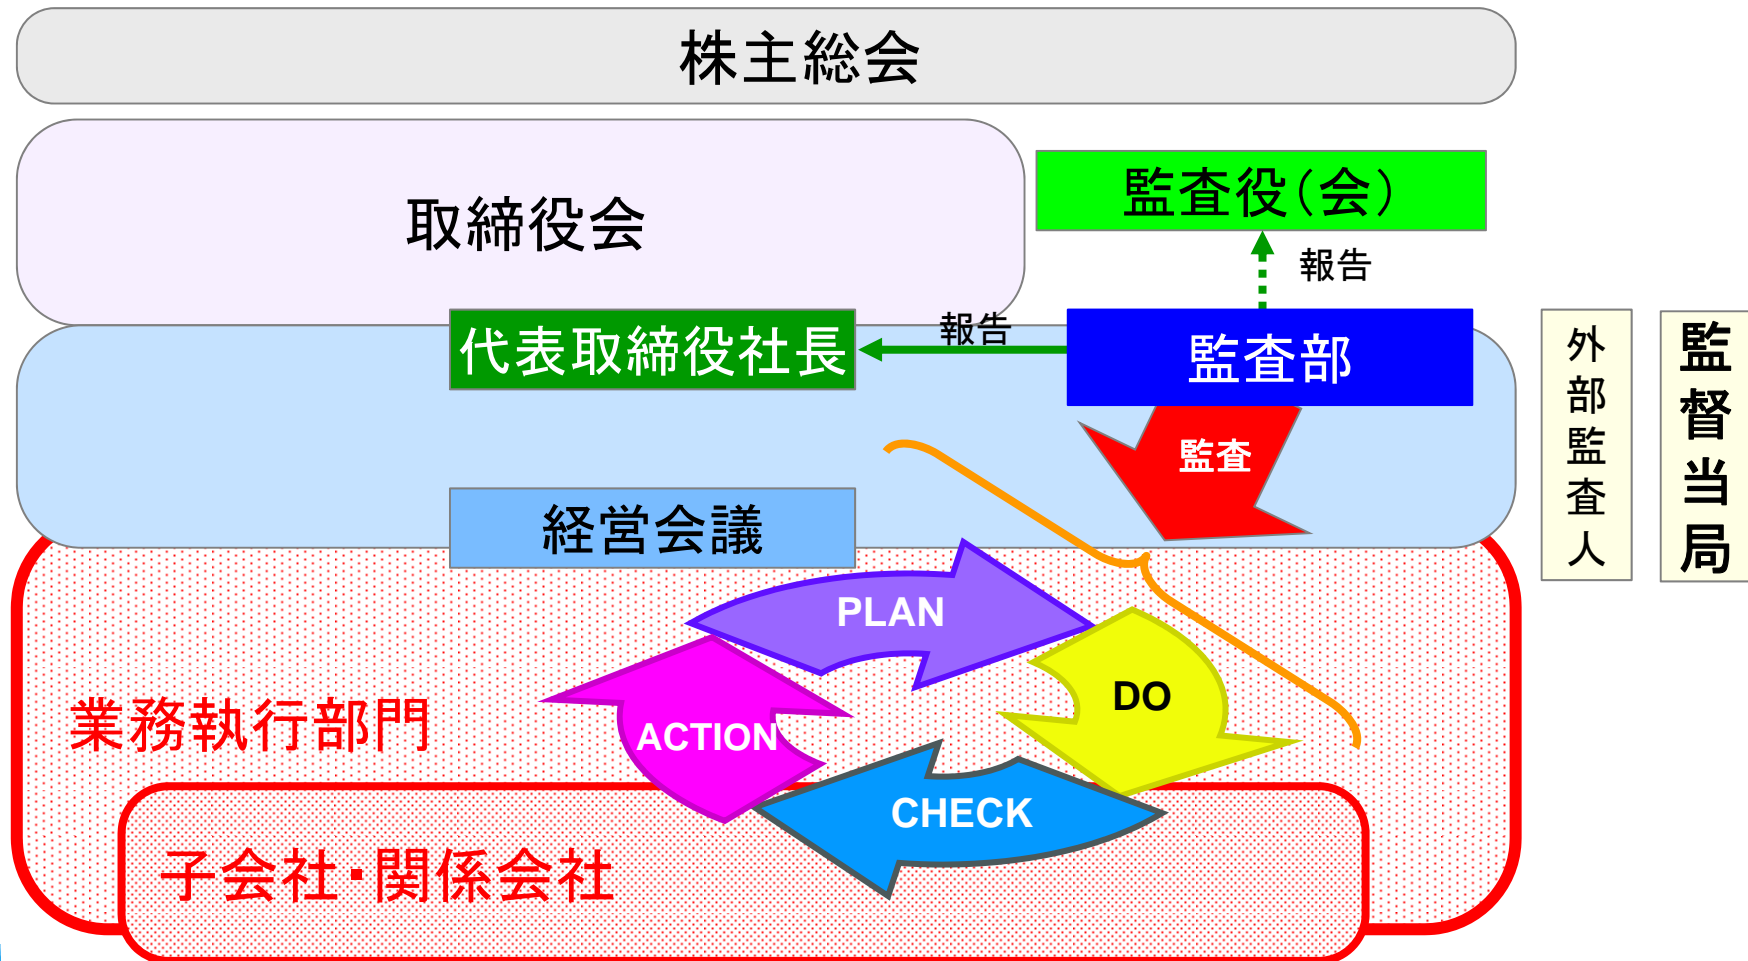 株主総会
取締役会
監査役（会）
報告
代表取締役社長
報告
監査部
監査
経営会議
外部監査人
監督当局
PLAN
DO
ACTION
CHECK
業務執行部門
子会社・関係会社